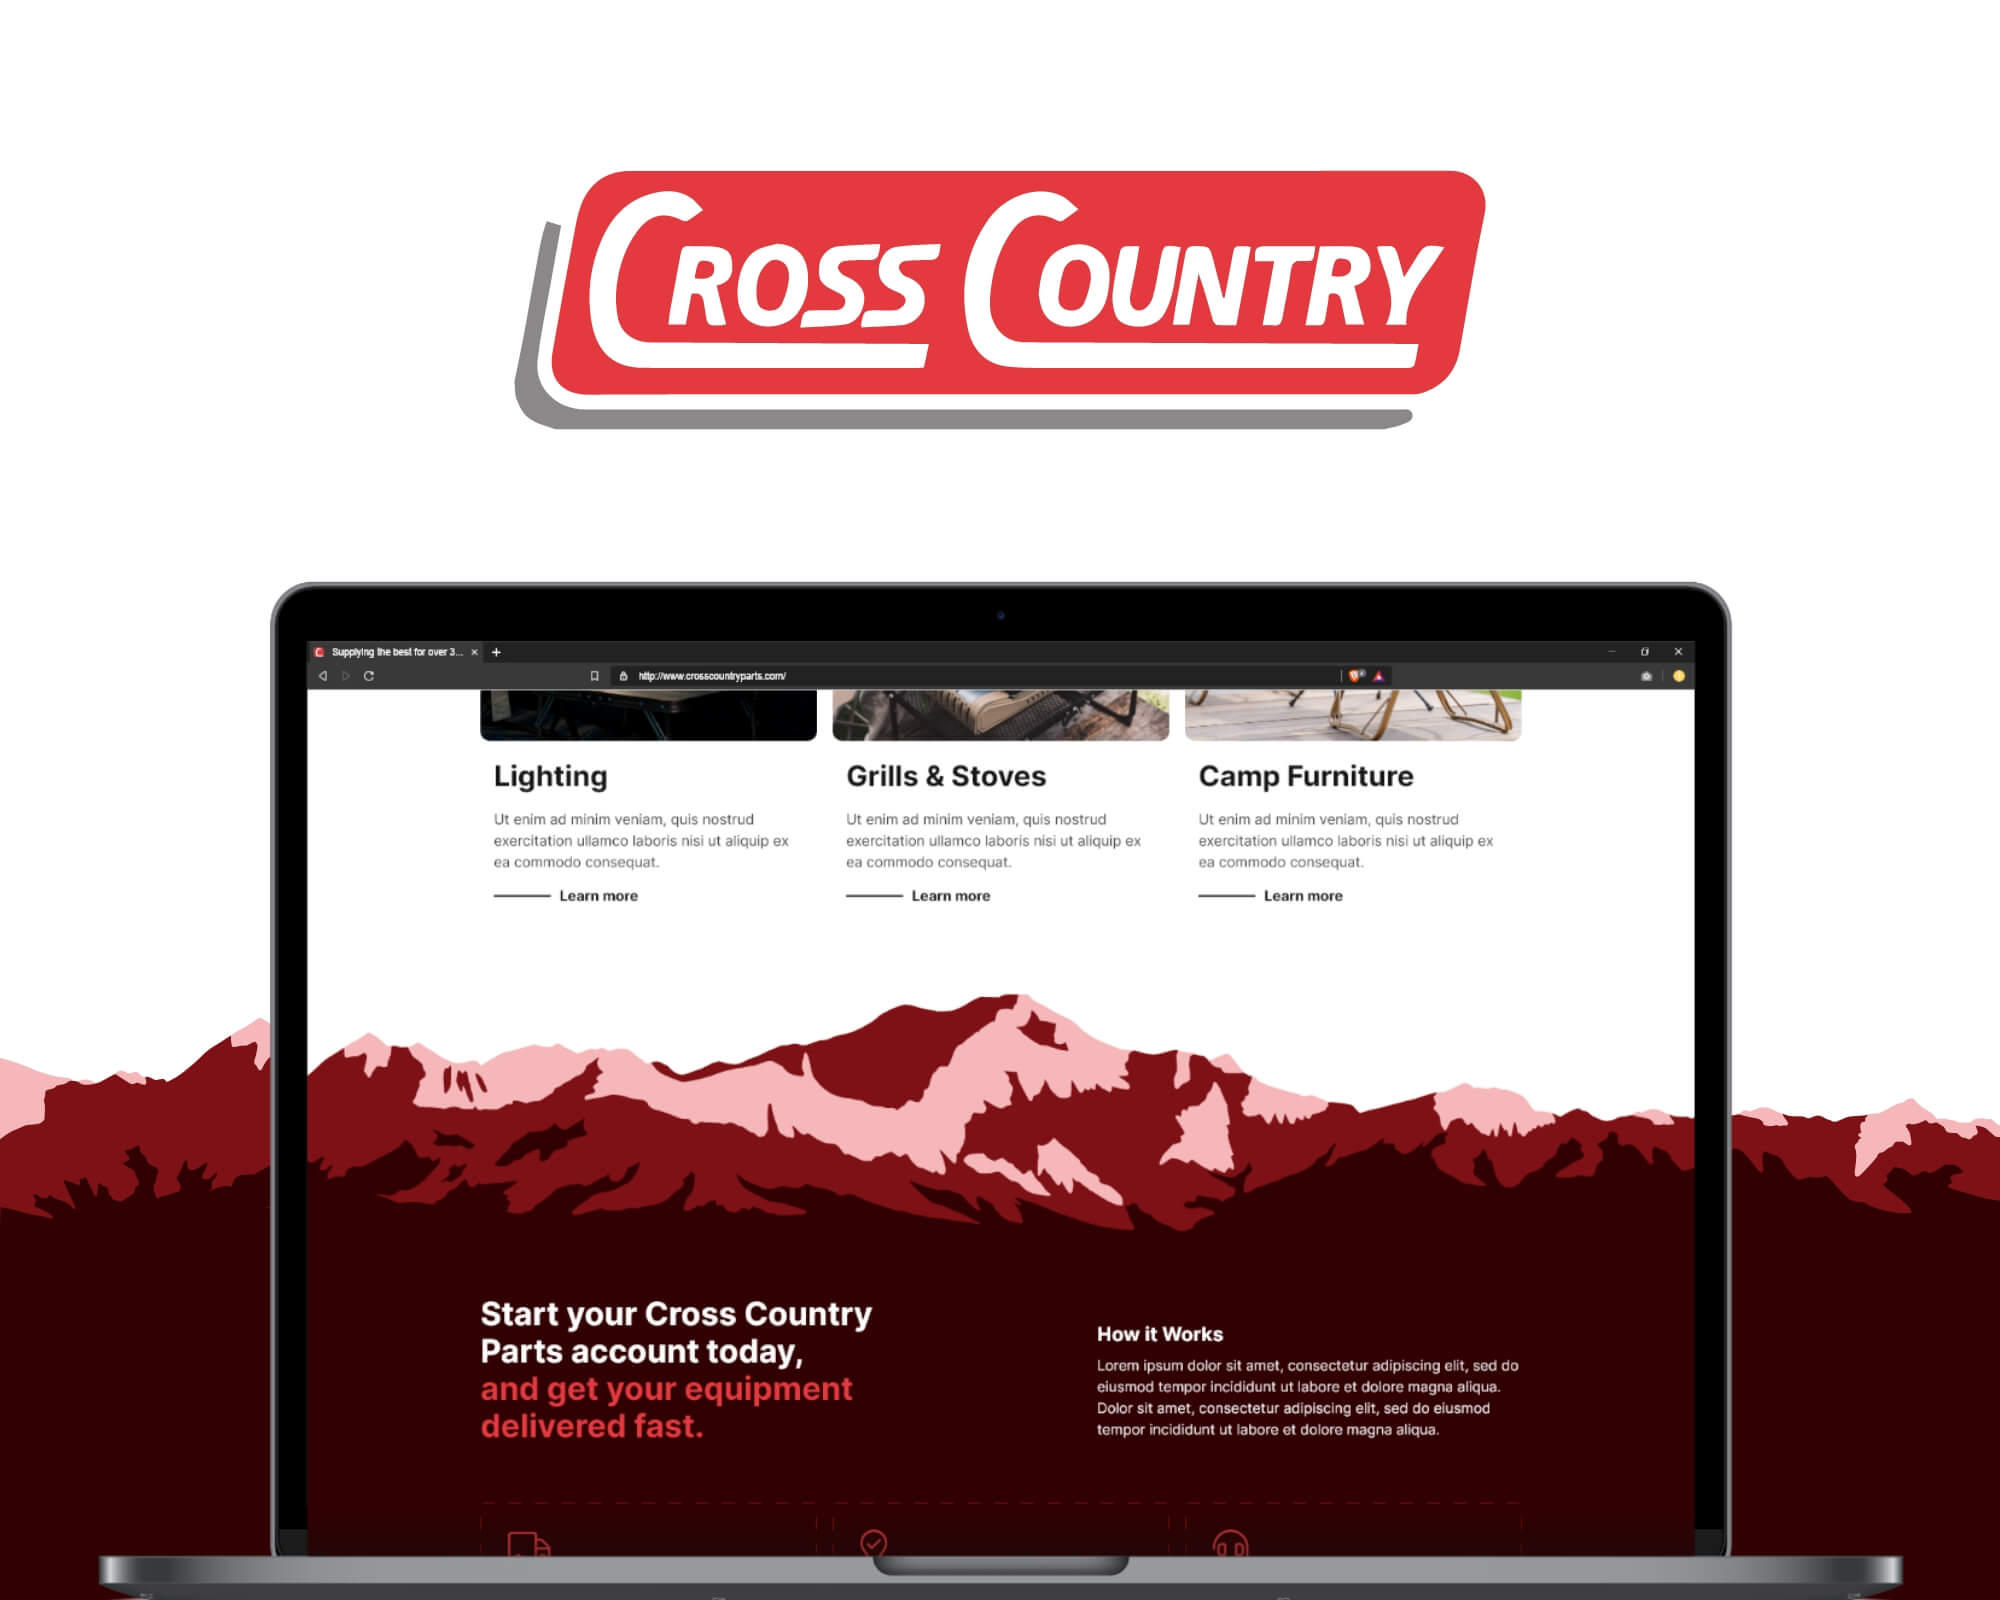 CROSS COUNTRY
Supplying the best for over 3...
http://www.crosscountryparts.com/
Lighting
Ut enim ad minim veniam, quis nostrud
exercitation ullamco laboris nisi ut aliquip ex
ea commodo consequat.
Learn more
Grills & Stoves
Ut enim ad minim veniam, quis nostrud
exercitation ullamco laboris nisi ut aliquip ex
ea commodo consequat.
Learn more
Camp Furniture
Ut enim ad minim veniam, quis nostrud
exercitation ullamco laboris nisi ut aliquip ex
ea commodo consequat.
Learn more
Start your Cross Country
Parts account today,
and get your equipment
delivered fast.
How it Works
Lorem ipsum dolor sit amet, consectetur adipiscing elit, sed do
eiusmod tempor incididunt ut labore et dolore magna aliqua.
Dolor sit amet, consectetur adipiscing elit, sed do eiusmod
tempor incididunt ut labore et dolore magna aliqua.